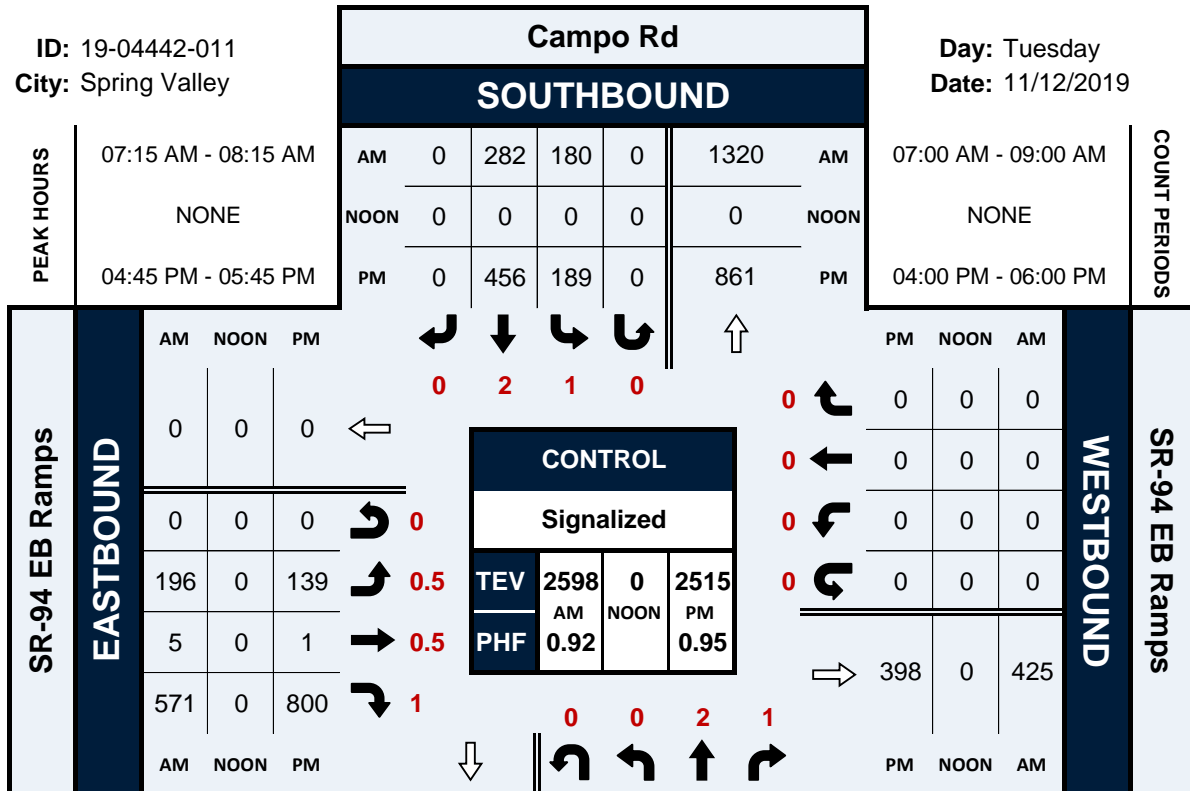 ID: 19-04442-011
City: Spring Valley
Campo Rd
SOUTHBOUND
Day: Tuesday
Date: 11/12/2019
PEAK HOURS
07:15 AM - 08:15 AM
NONE
04:45 PM - 05:45 PM
AM 0 282 180 0 1320 AM
NOON 0 0 0 0 0 NOON
PM 0 456 189 0 861 PM
07:00 AM - 09:00 AM
NONE
04:00 PM - 06:00 PM
COUNT PERIODS
0 2 1 0
SR-94 EB Ramps
EASTBOUND
AM NOON PM
0 0 0
0 0 0 0
196 0 139 0.5
5 0 1 0.5
571 0 800 1
AM NOON PM
CONTROL
Signalized
TEV 2598 0 2515
AM NOON PM
PHF 0.92 0.95
PM NOON AM
0 0 0 0
0 0 0 0
0 0 0 0
0 0 0 0
398 0 425
PM NOON AM
WESTBOUND
SR-94 EB Ramps
0 0 2 1